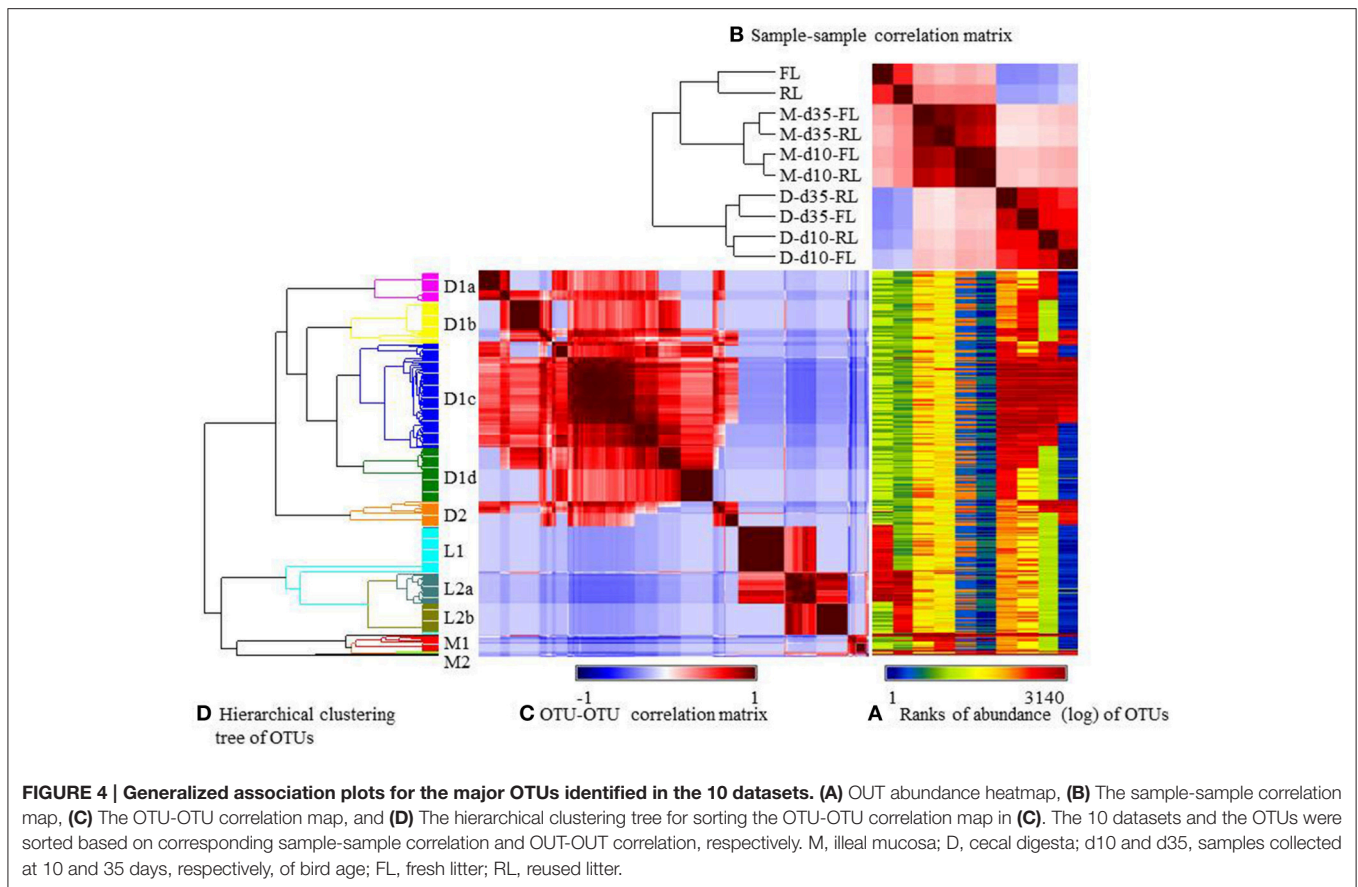 B Sample-sample correlation matrix
FL
RL
M-d35-FL
M-d35-RL
M-d10-FL
M-d10-RL
D-d35-RL
D-d35-FL
D-d10-RL
D-d10-FL
D1a
D1b
D1c
D1d
D2
L1
L2a
L2b
M1
M2
-1 1
1 3140
D Hierarchical clustering
tree of OTUs
C OTU-OTU correlation matrix
A Ranks of abundance (log) of OTUs
FIGURE 4 | Generalized association plots for the major OTUs identified in the 10 datasets. (A) OUT abundance heatmap, (B) The sample-sample correlation
map, (C) The OTU-OTU correlation map, and (D) The hierarchical clustering tree for sorting the OTU-OTU correlation map in (C). The 10 datasets and the OTUs were
sorted based on corresponding sample-sample correlation and OUT-OUT correlation, respectively. M, illeal mucosa; D, cecal digesta; d10 and d35, samples collected
at 10 and 35 days, respectively, of bird age; FL, fresh litter; RL, reused litter.